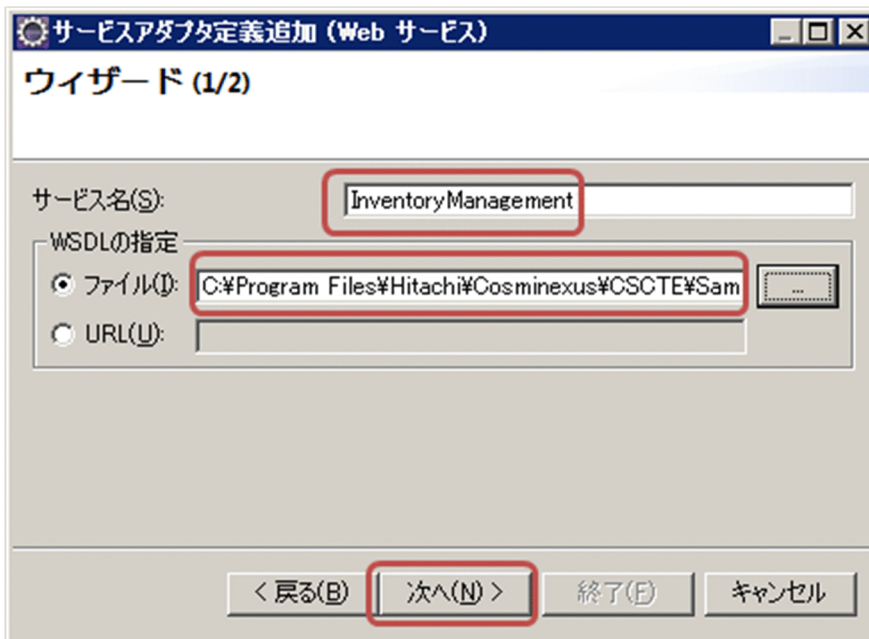 サービスアダプタ定義追加（Web サービス）
ウィザード (1/2)
サービス名(S): InventoryManagement
WSDLの指定
ファイル(I): C:¥Program Files¥Hitachi¥Cosminexus¥CSCTE¥Sam ...
URL(U):
< 戻る(B) 次へ(N) > 終了(F) キャンセル